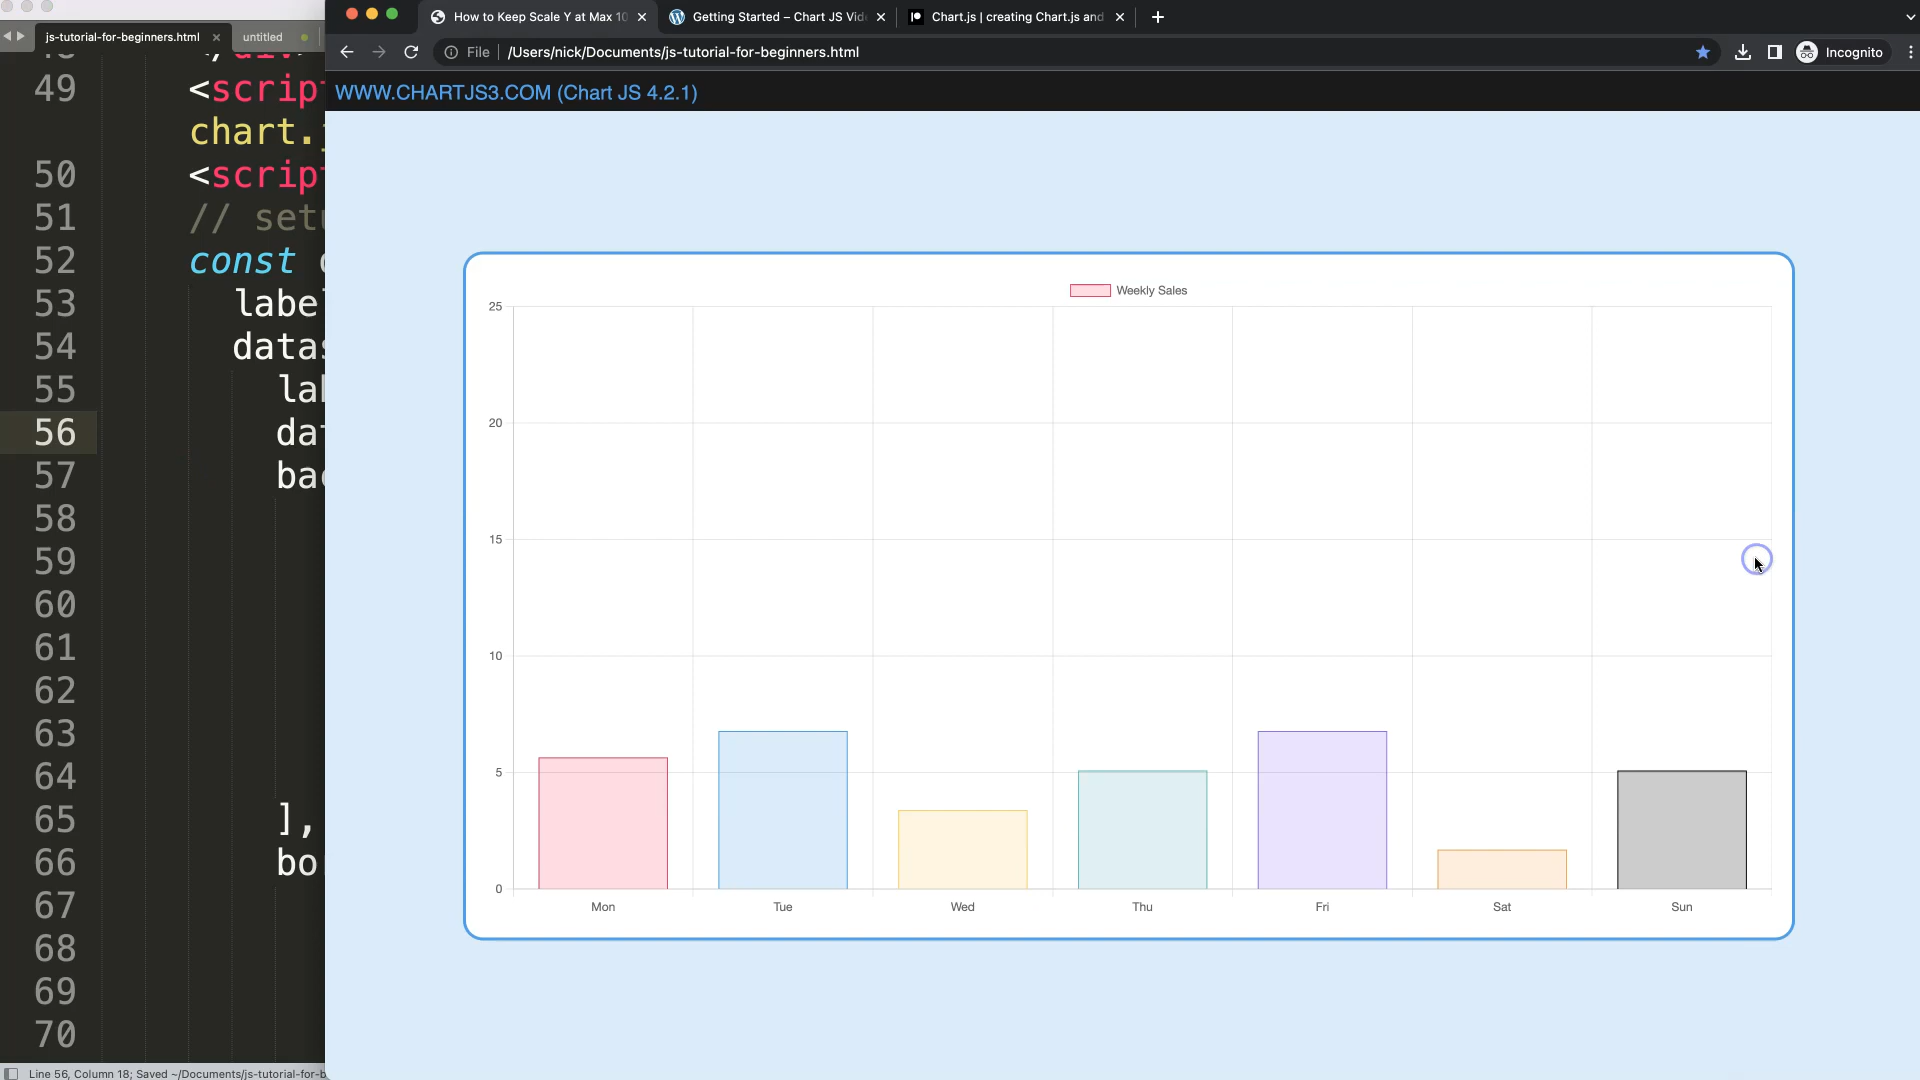 js-tutorial-for-beginners.html
untitled
How to Keep Scale Y at Max 10
Getting Started – Chart JS Vid
Chart.js | creating Chart.js and
File
/Users/nick/Documents/js-tutorial-for-beginners.html
Incognito
WWW.CHARTJS3.COM (Chart JS 4.2.1)
49 <scrip
chart.
50 <scrip
51 // set
52 const
53 labe
54 data
55 la
56 da
57 ba
58
59
60
61
62
63
64
65 ],
66 bo
67
68
69
70
Weekly Sales
25
20
15
10
5
0
Mon Tue Wed Thu Fri Sat Sun
Line 56, Column 18; Saved ~/Documents/js-tutorial-for-b